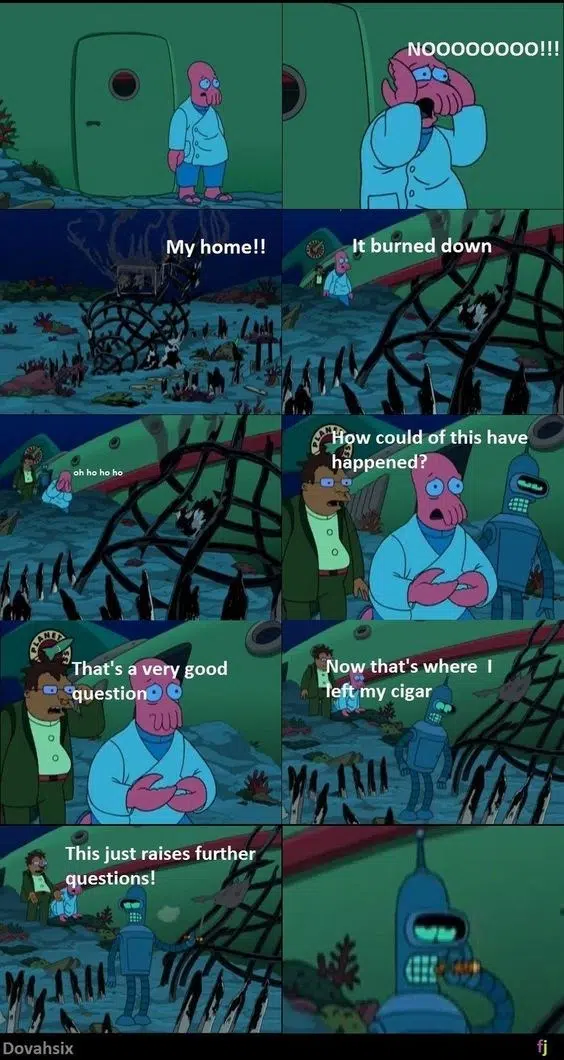 NOOOOOOOO!!!
My home!!
It burned down
oh ho ho ho
How could of this have
happened?
PLANE
That's a very good
question
PLANET
Now that's where I
left my cigar
This just raises further
questions!
Dovahsix
fj